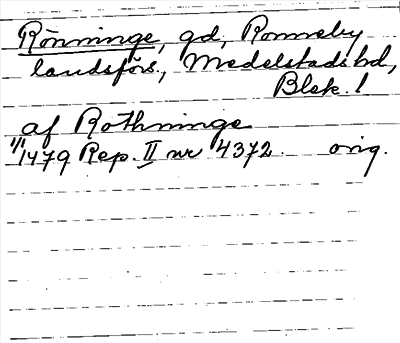 Rönninge, gd, Ronneby
landsförs., Medelstads hd,
Blek. l
af Rothninge
1/1 1479 Rep. II nr 4372. orig.